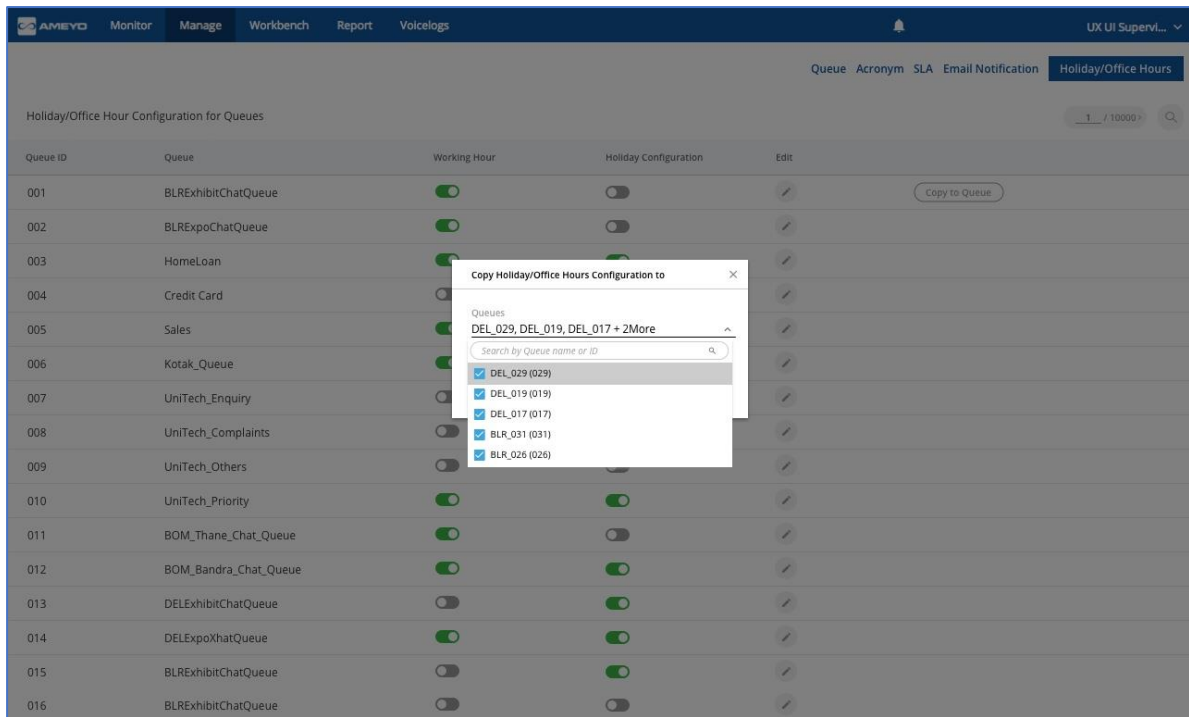 AMEYO Monitor Manage Workbench Report Voicelogs UX UI Supervi...
Queue Acronym SLA Email Notification Holiday/Office Hours
Holiday/Office Hour Configuration for Queues 1 / 10000 >
Queue ID Queue Working Hour Holiday Configuration Edit
001 BLRExhibitChatQueue Copy to Queue
002 BLRExpoChatQueue
003 HomeLoan
Copy Holiday/Office Hours Configuration to
004 Credit Card
Queues
005 Sales DEL_029, DEL_019, DEL_017 + 2More
Search by Queue name or ID
006 Kotak_Queue DEL_029 (029)
007 UniTech_Enquiry DEL_019 (019)
DEL_017 (017)
008 UniTech_Complaints BLR_031 (031)
BLR_026 (026)
009 UniTech_Others
010 UniTech_Priority
011 BOM_Thane_Chat_Queue
012 BOM_Bandra_Chat_Queue
013 DELExhibitChatQueue
014 DELExpoXhatQueue
015 BLRExhibitChatQueue
016 BLRExhibitChatQueue